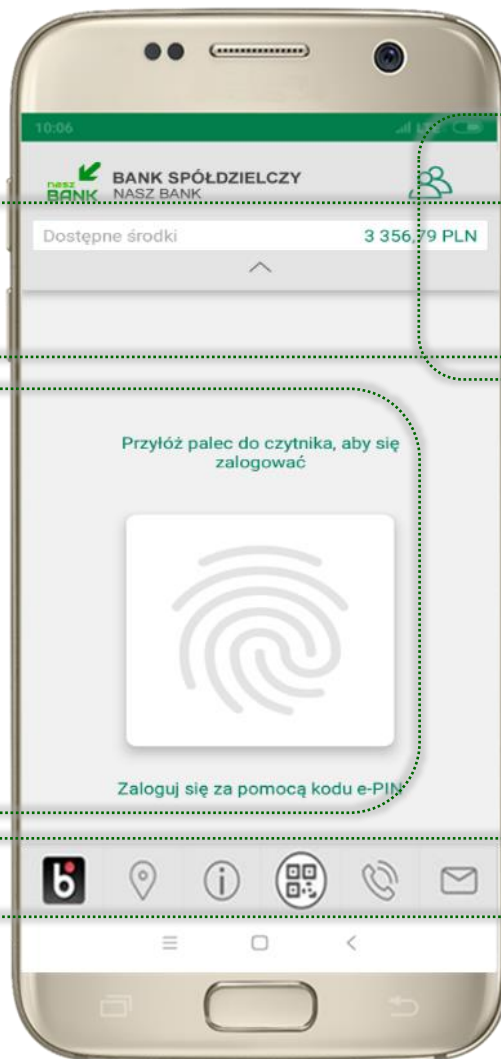 10:06
nasz BANK
BANK SPÓŁDZIELCZY
NASZ BANK
Dostępne środki 3 356,79 PLN
Przyłóż palec do czytnika, aby się
zalogować
Zaloguj się za pomocą kodu e-PIN
b